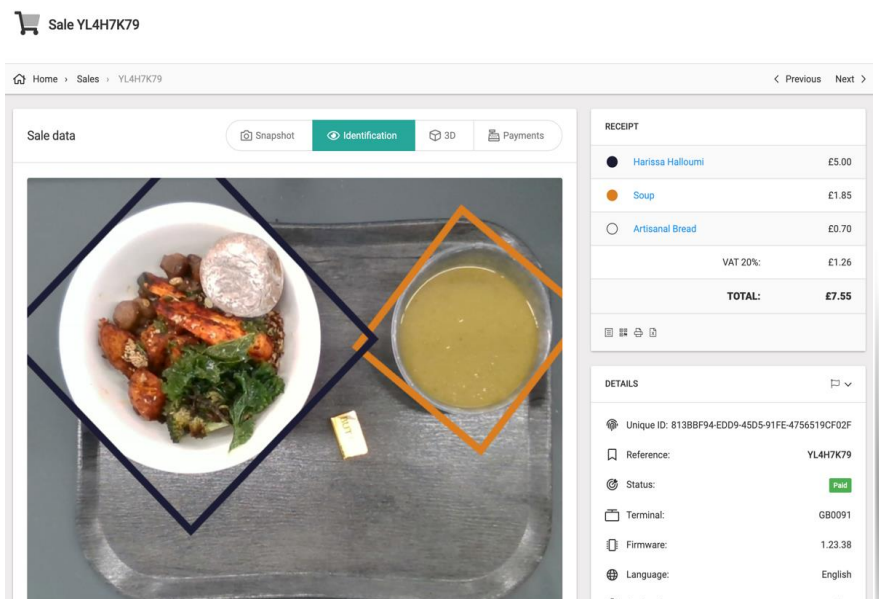 Sale YL4H7K79
Home › Sales › YL4H7K79
Previous Next
Sale data
Snapshot
Identification
3D
Payments
RECEIPT
Harissa Halloumi £5.00
Soup £1.85
Artisanal Bread £0.70
VAT 20%: £1.26
TOTAL: £7.55
DETAILS
Unique ID: 813BBF94-EDD9-45D5-91FE-4756519CF02F
Reference: YL4H7K79
Status: Paid
Terminal: GB0091
Firmware: 1.23.38
Language: English